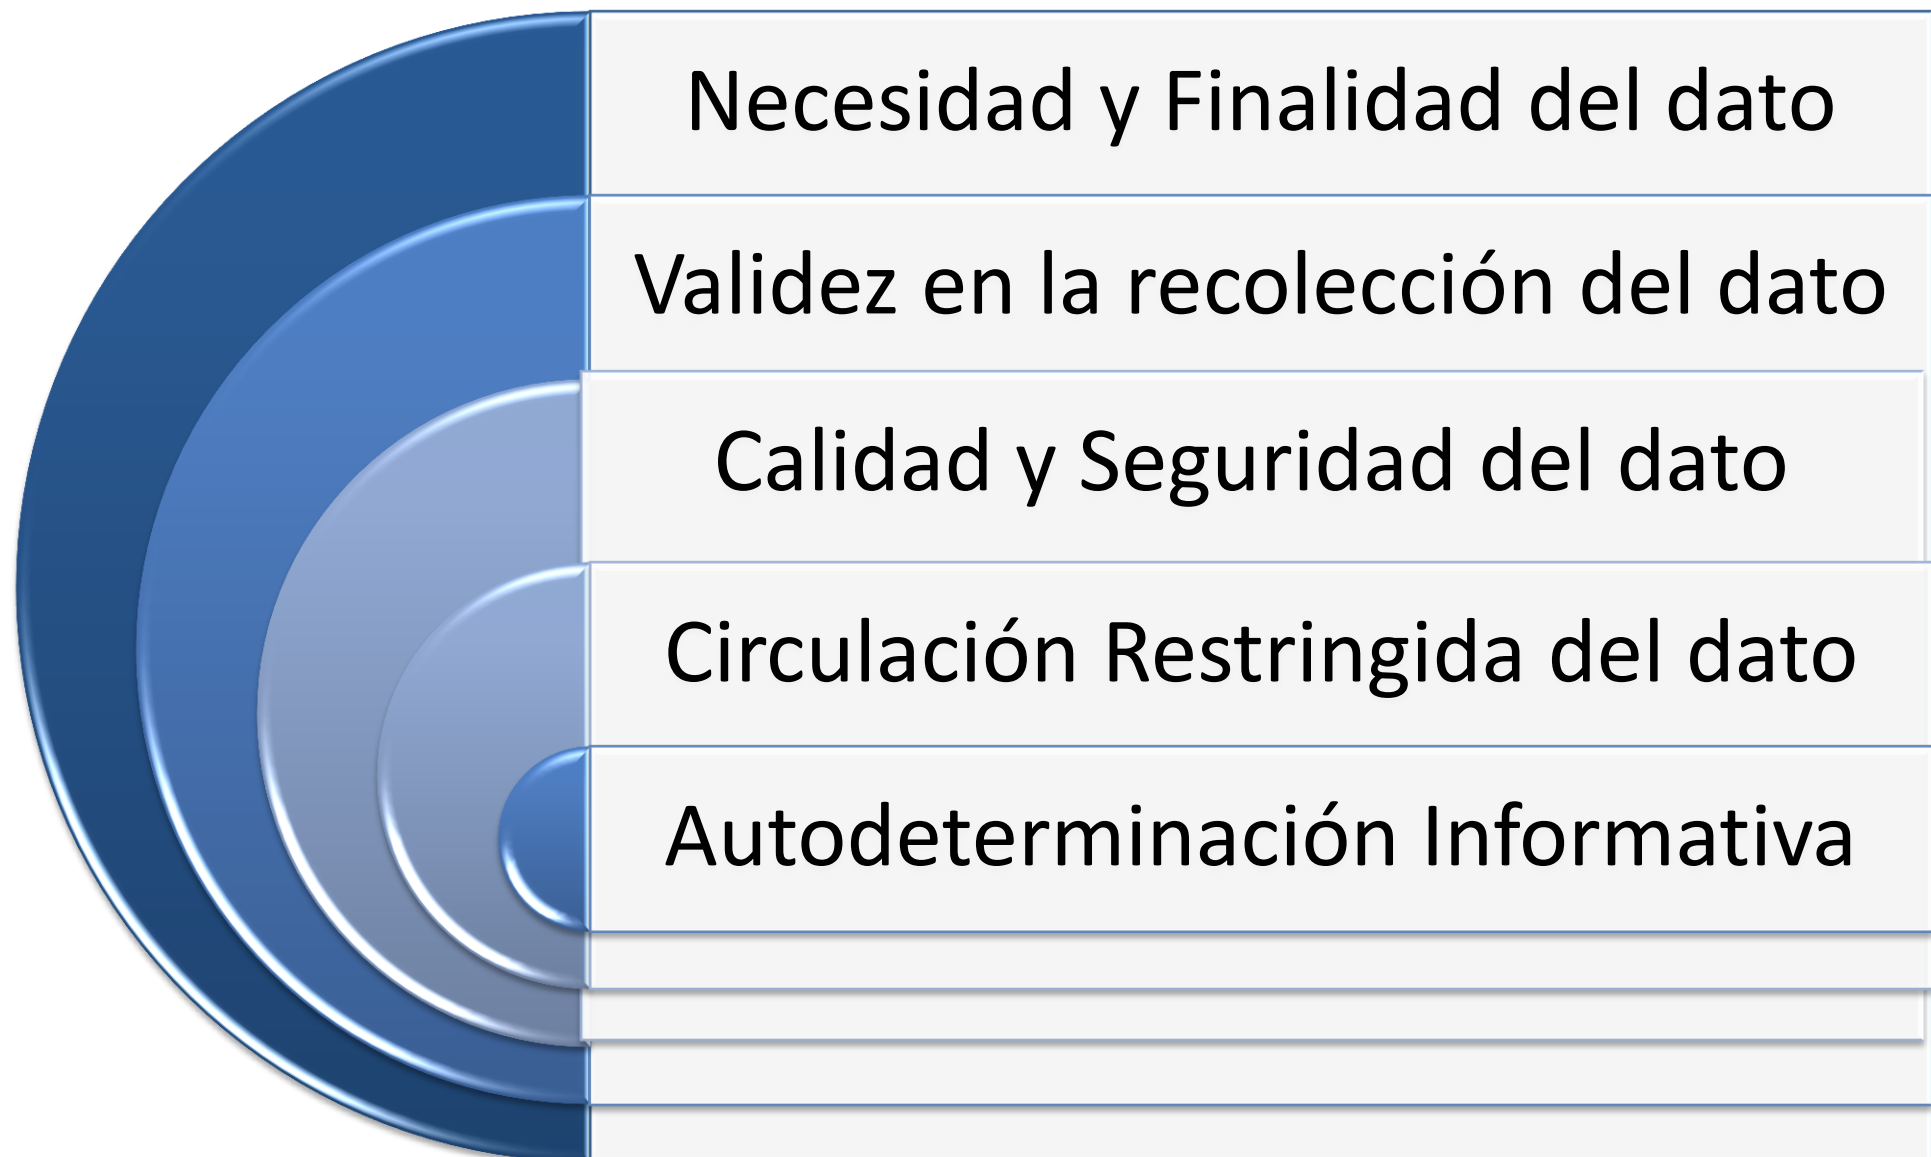 Necesidad y Finalidad del dato
Validez en la recolección del dato
Calidad y Seguridad del dato
Circulación Restringida del dato
Autodeterminación Informativa